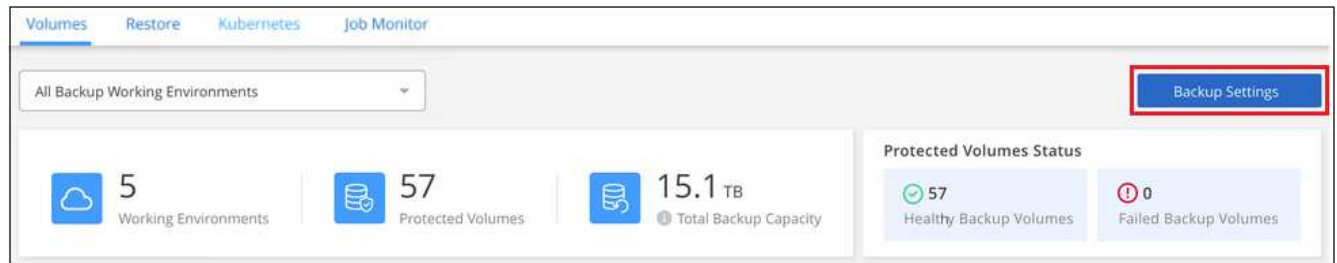 Volumes Restore Kubernetes Job Monitor
All Backup Working Environments
Backup Settings
5
Working Environments
57
Protected Volumes
15.1 TB
Total Backup Capacity
Protected Volumes Status
57
Healthy Backup Volumes
0
Failed Backup Volumes